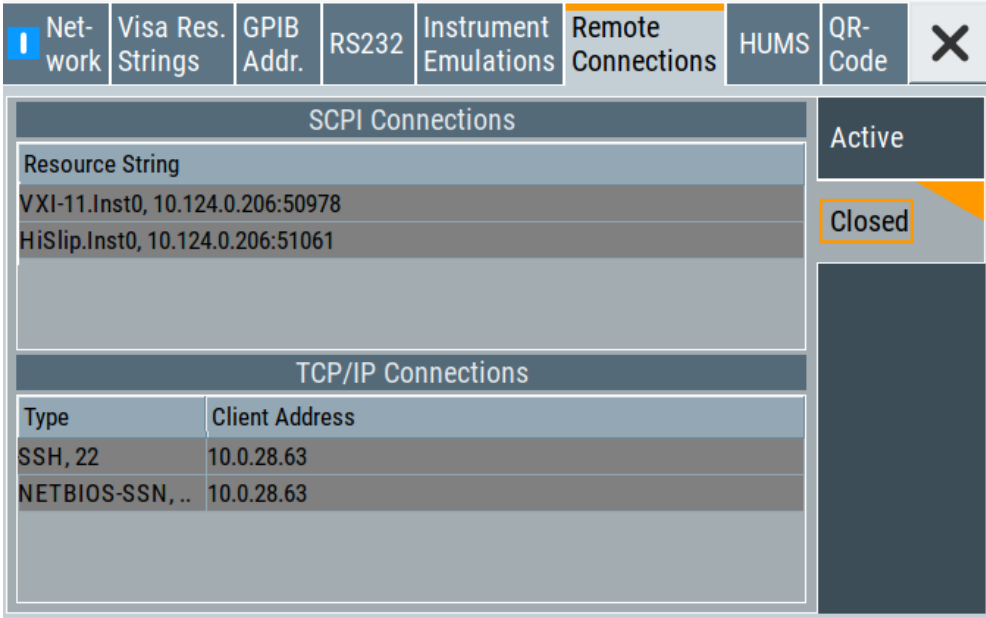 Net-
work
Visa Res.
Strings
GPIB
Addr.
RS232
Instrument
Emulations
Remote
Connections
HUMS
QR-
Code
SCPI Connections
Resource String
VXI-11.Inst0, 10.124.0.206:50978
HiSlip.Inst0, 10.124.0.206:51061
Active
Closed
TCP/IP Connections
Type Client Address
SSH, 22 10.0.28.63
NETBIOS-SSN, .. 10.0.28.63